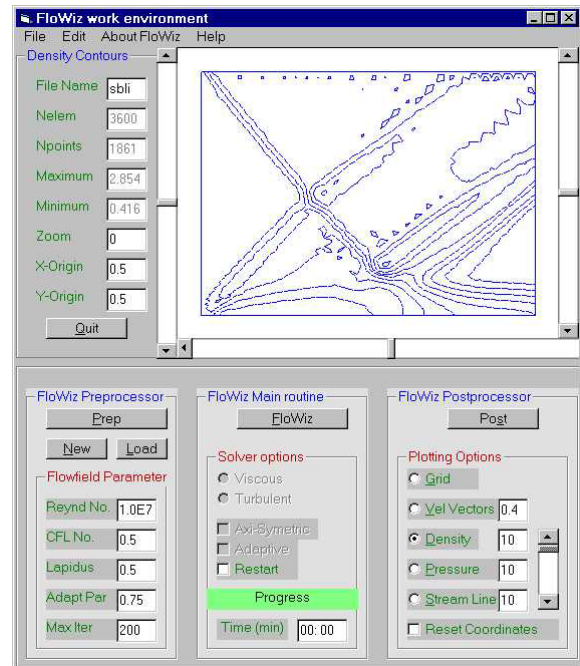 FloWiz work environment
File Edit About FloWiz Help
Density Contours
File Name sbli
Nelem 3600
Npoints 1861
Maximum 2.854
Minimum 0.416
Zoom 0
X-Origin 0.5
Y-Origin 0.5
Quit
FloWiz Preprocessor
Prep
New Load
Flowfield Parameter
Reynd No. 1.0E7
CFL No. 0.5
Lapidus 0.5
Adapt Par 0.75
Max Iter 200
FloWiz Main routine
FloWiz
Solver options
Viscous
Turbulent
Axi-Symetric
Adaptive
Restart
Progress
Time (min) 00:00
FloWiz Postprocessor
Post
Plotting Options
Grid
Vel Vectors 0.4
Density 10
Pressure 10
Stream Line 10
Reset Coordinates